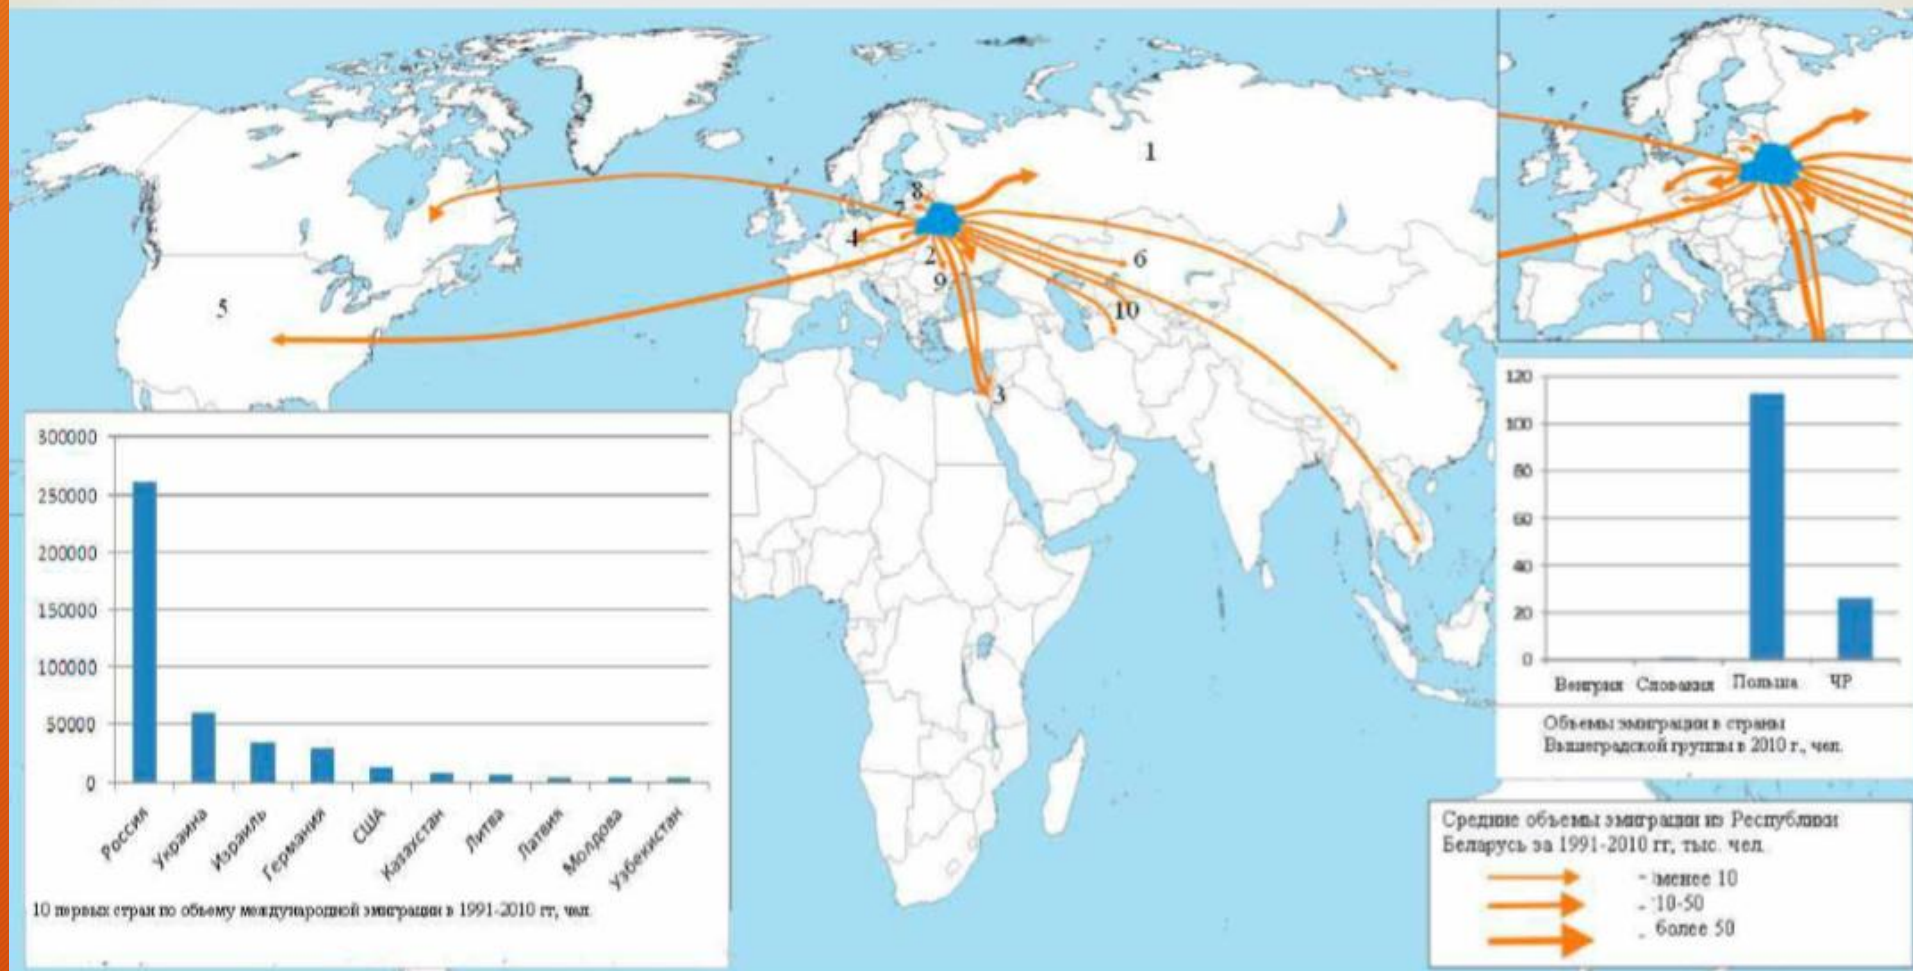 1
8
7
4
2
6
9
5
10
3
300000
250000
200000
150000
100000
50000
0
Россия
Украина
Израиль
Германия
США
Казахстан
Литва
Латвия
Молдова
Узбекистан
10 первых стран по объему международной эмиграции в 1991-2010 гг, чел.
120
100
80
60
40
20
0
Венгрия Словакия Польша ЧР
Объемы эмиграции в страны
Вышеградской группы в 2010 г., чел.
Средние объемы эмиграции из Республики
Беларусь за 1991-2010 гг, тыс. чел.
- менее 10
- 10-50
- более 50